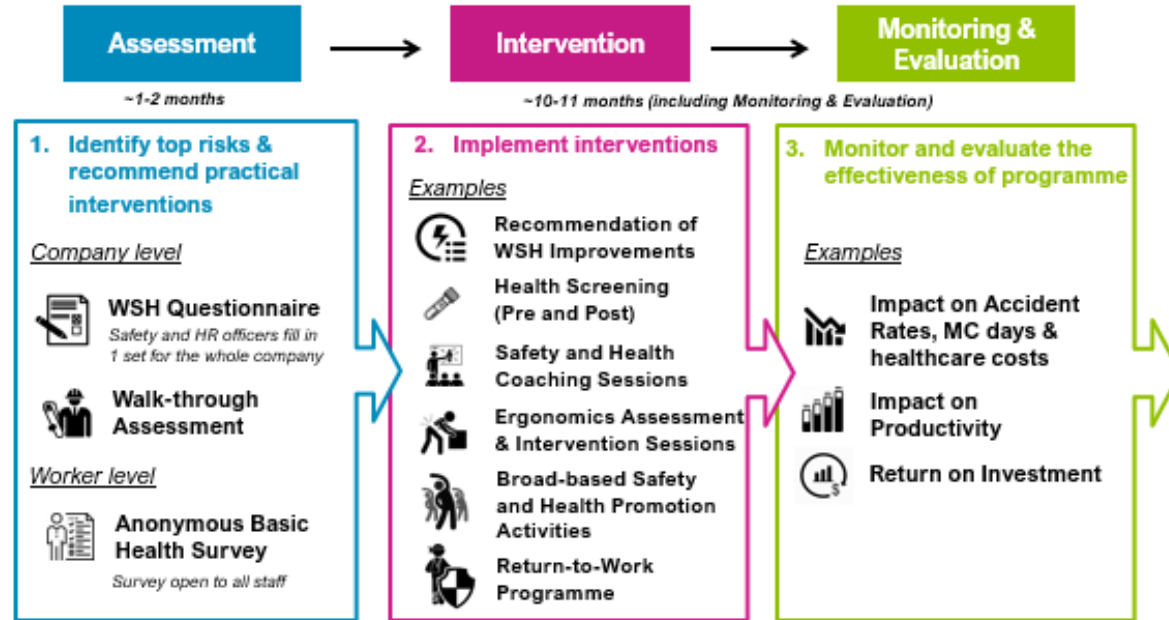 Assessment
Intervention
Monitoring &
Evaluation
~1-2 months
~10-11 months (including Monitoring & Evaluation)
1. Identify top risks &
recommend practical
interventions
Company level
WSH Questionnaire
Safety and HR officers fill in
1 set for the whole company
Walk-through
Assessment
Worker level
Anonymous Basic
Health Survey
Survey open to all staff
2. Implement interventions
Examples
Recommendation of
WSH Improvements
Health Screening
(Pre and Post)
Safety and Health
Coaching Sessions
Ergonomics Assessment
& Intervention Sessions
Broad-based Safety
and Health Promotion
Activities
Return-to-Work
Programme
3. Monitor and evaluate the
effectiveness of programme
Examples
Impact on Accident
Rates, MC days &
healthcare costs
Impact on
Productivity
$
Return on Investment